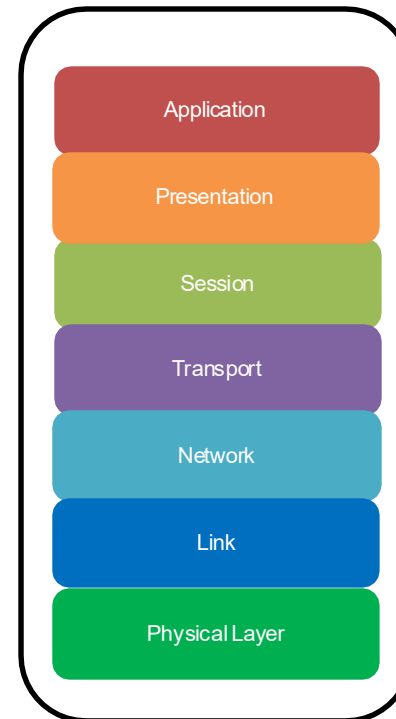 Application
Presentation
Session
Transport
Network
Link
Physical Layer